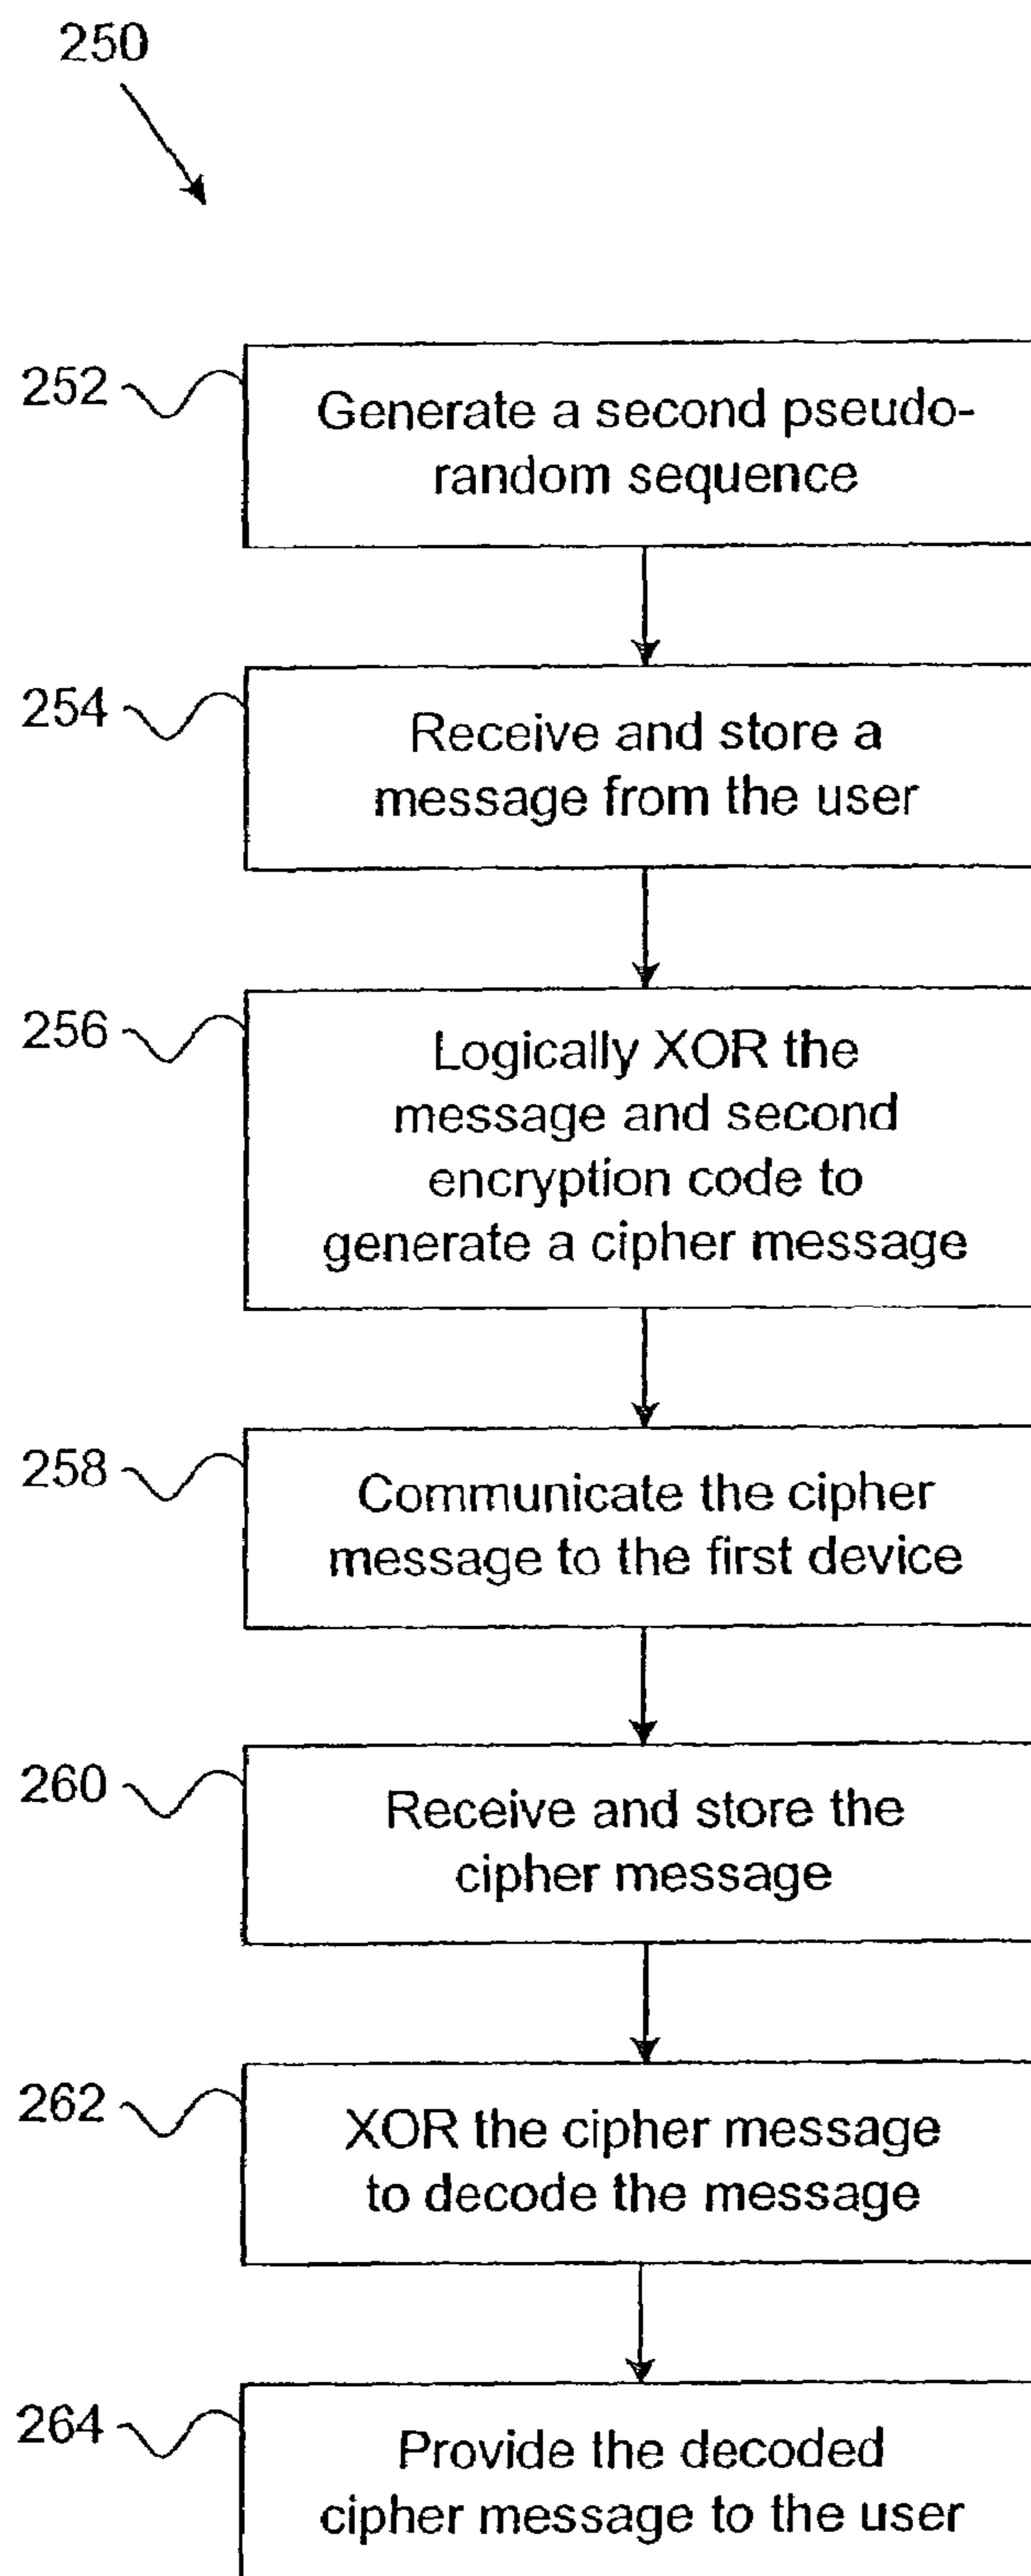 250
252
Generate a second pseudo-
random sequence
254
Receive and store a
message from the user
256
Logically XOR the
message and second
encryption code to
generate a cipher message
258
Communicate the cipher
message to the first device
260
Receive and store the
cipher message
262
XOR the cipher message
to decode the message
264
Provide the decoded
cipher message to the user